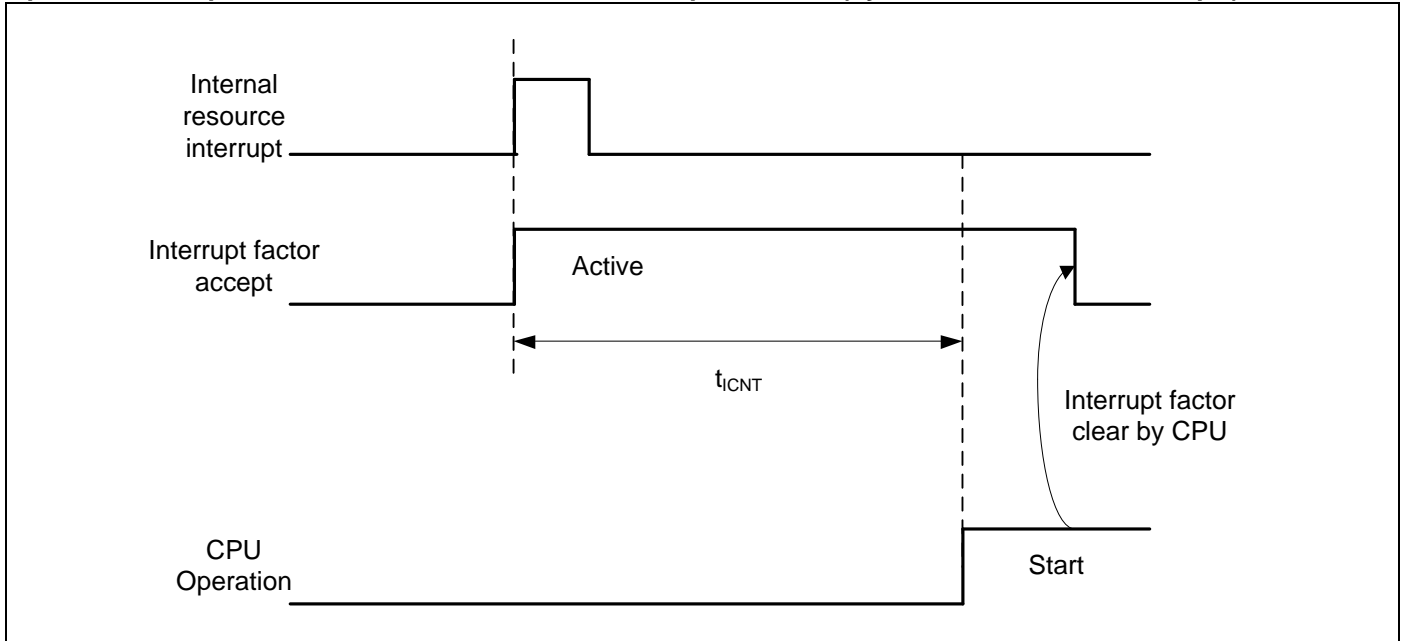 Internal
resource
interrupt
Interrupt factor
accept
Active
tICNT
Interrupt factor
clear by CPU
CPU
Operation
Start